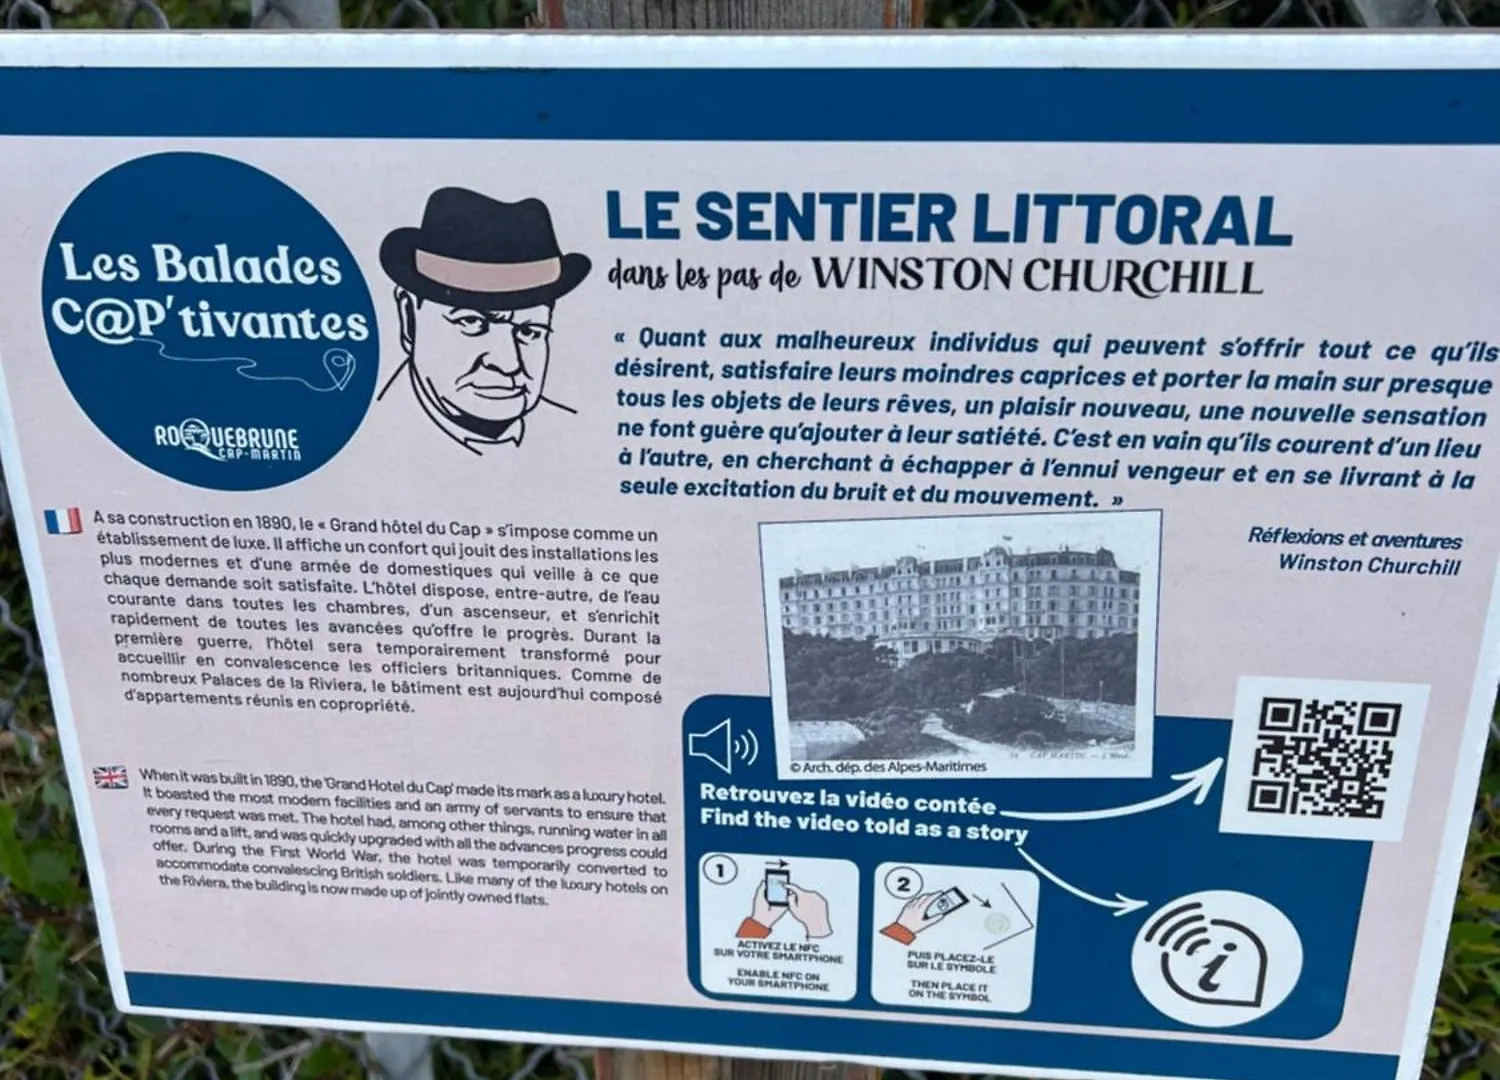 Les Balades
C@P'tivantes
ROQUEBRUNE
CAP-MARTIN
LE SENTIER LITTORAL
dans les pas de WINSTON CHURCHILL
« Quant aux malheureux individus qui peuvent s'offrir tout ce qu'ils
désirent, satisfaire leurs moindres caprices et porter la main sur presque
tous les objets de leurs rêves, un plaisir nouveau, une nouvelle sensation
ne font guère qu'ajouter à leur satiété. C'est en vain qu'ils courent d'un lieu
à l'autre, en cherchant à échapper à l'ennui vengeur et en se livrant à la
seule excitation du bruit et du mouvement. »
Réflexions et aventures
Winston Churchill
A sa construction en 1890, le « Grand hôtel du Cap » s'impose comme un
établissement de luxe. Il affiche un confort qui jouit des installations les
plus modernes et d'une armée de domestiques qui veille à ce que
chaque demande soit satisfaite. L'hôtel dispose, entre-autre, de l'eau
courante dans toutes les chambres, d'un ascenseur, et s'enrichit
rapidement de toutes les avancées qu'offre le progrès. Durant la
première guerre, l'hôtel sera temporairement transformé pour
accueillir en convalescence les officiers britanniques. Comme de
nombreux Palaces de la Riviera, le bâtiment est aujourd'hui composé
d'appartements réunis en copropriété.
When it was built in 1890, the 'Grand Hotel du Cap' made its mark as a luxury hotel.
It boasted the most modern facilities and an army of servants to ensure that
every request was met. The hotel had, among other things, running water in all
rooms and a lift, and was quickly upgraded with all the advances progress could
offer. During the First World War, the hotel was temporarily converted to
accommodate convalescing British soldiers. Like many of the luxury hotels on
the Riviera, the building is now made up of jointly owned flats.
CAP MARTIN
© Arch. dép. des Alpes-Maritimes
Retrouvez la vidéo contée
Find the video told as a story
1
ACTIVEZ LE NFC
SUR VOTRE SMARTPHONE
ENABLE NFC ON
YOUR SMARTPHONE
2
PUIS PLACEZ-LE
SUR LE SYMBOLE
THEN PLACE IT
ON THE SYMBOL
i